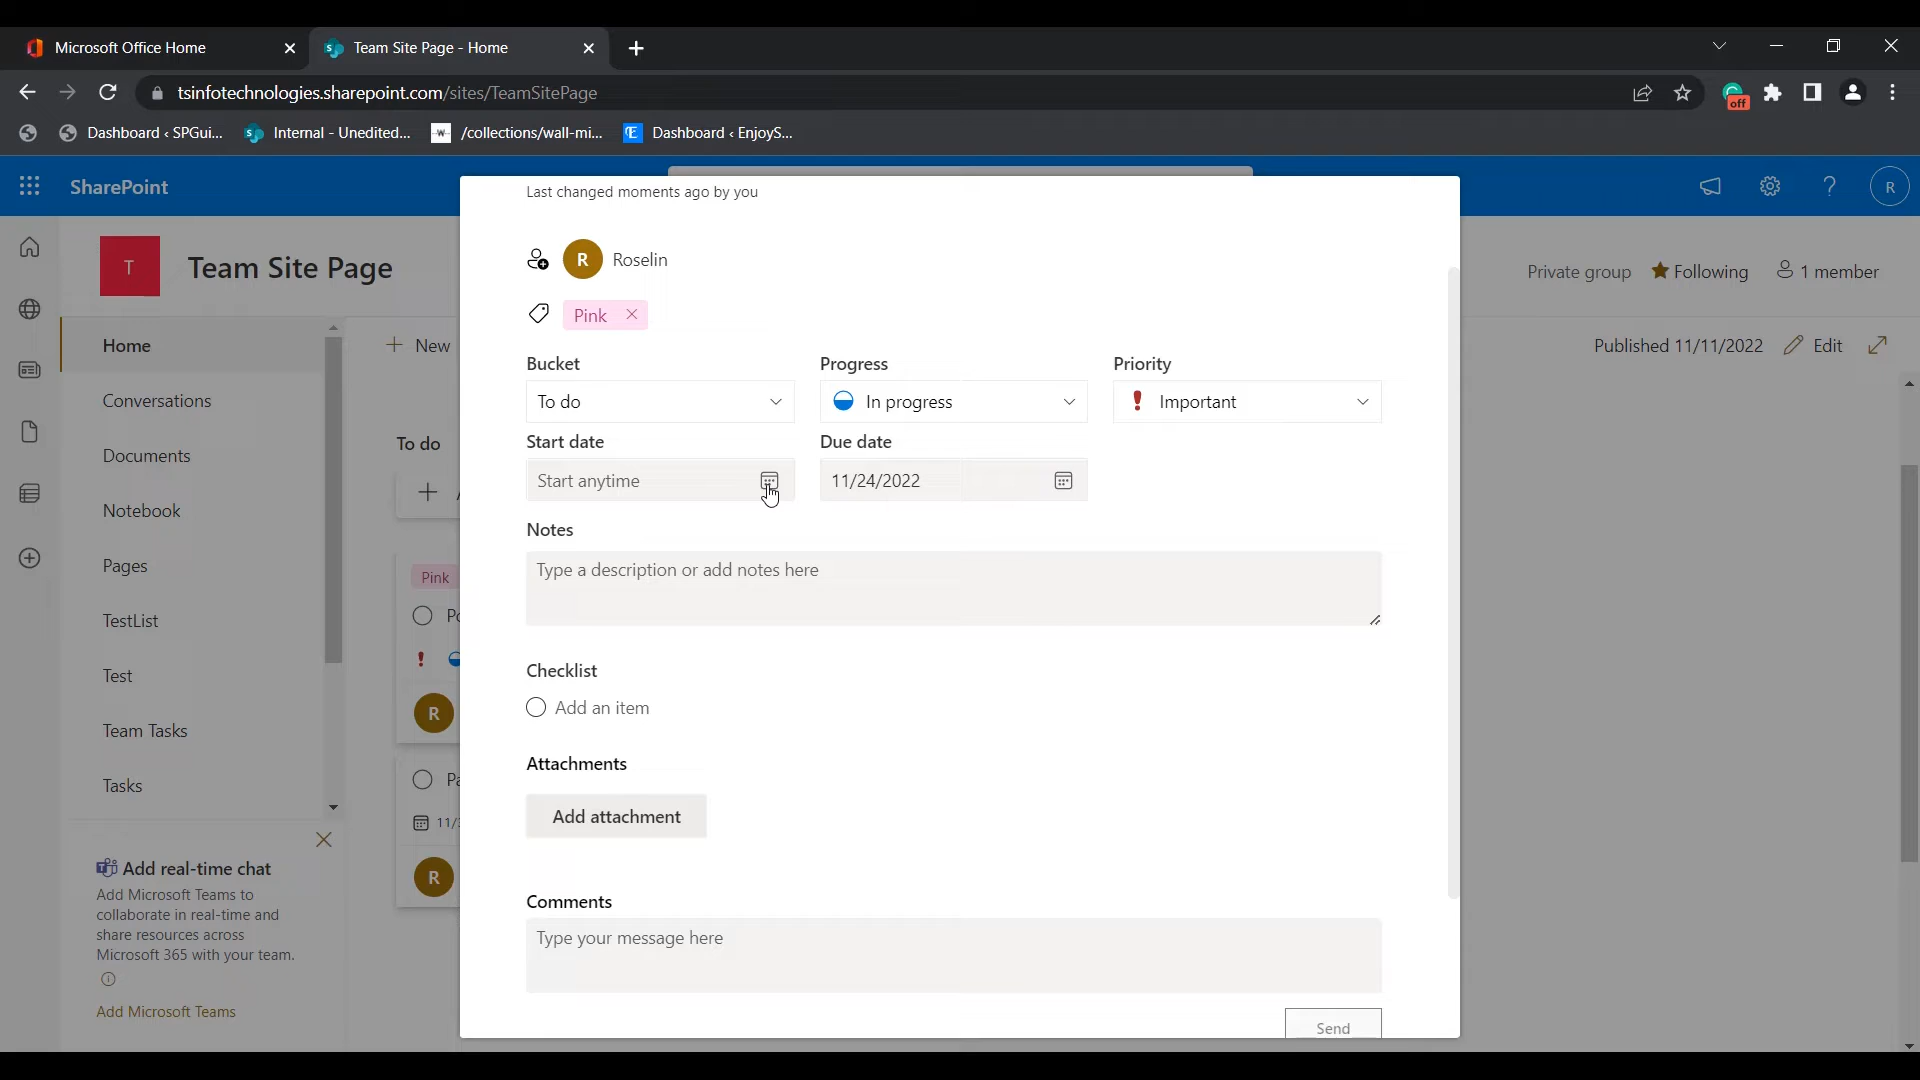 Microsoft Office Home
Team Site Page - Home
tsinfotechnologies.sharepoint.com/sites/TeamSitePage
off
Dashboard ‹ SPGui...
Internal - Unedited...
/collections/wall-mi...
Dashboard ‹ EnjoyS...
SharePoint
R
T
Team Site Page
Private group
Following
1 member
Home
Conversations
Documents
Notebook
Pages
TestList
Test
Team Tasks
Tasks
Add real-time chat
Add Microsoft Teams to
collaborate in real-time and
share resources across
Microsoft 365 with your team.
Add Microsoft Teams
New
Published 11/11/2022
Edit
To do
Pink
R
R
Last changed moments ago by you
R
Roselin
Pink
Bucket
Progress
Priority
To do
In progress
Important
Start date
Due date
Start anytime
11/24/2022
Notes
Type a description or add notes here
Checklist
Add an item
Attachments
Add attachment
Comments
Type your message here
Send